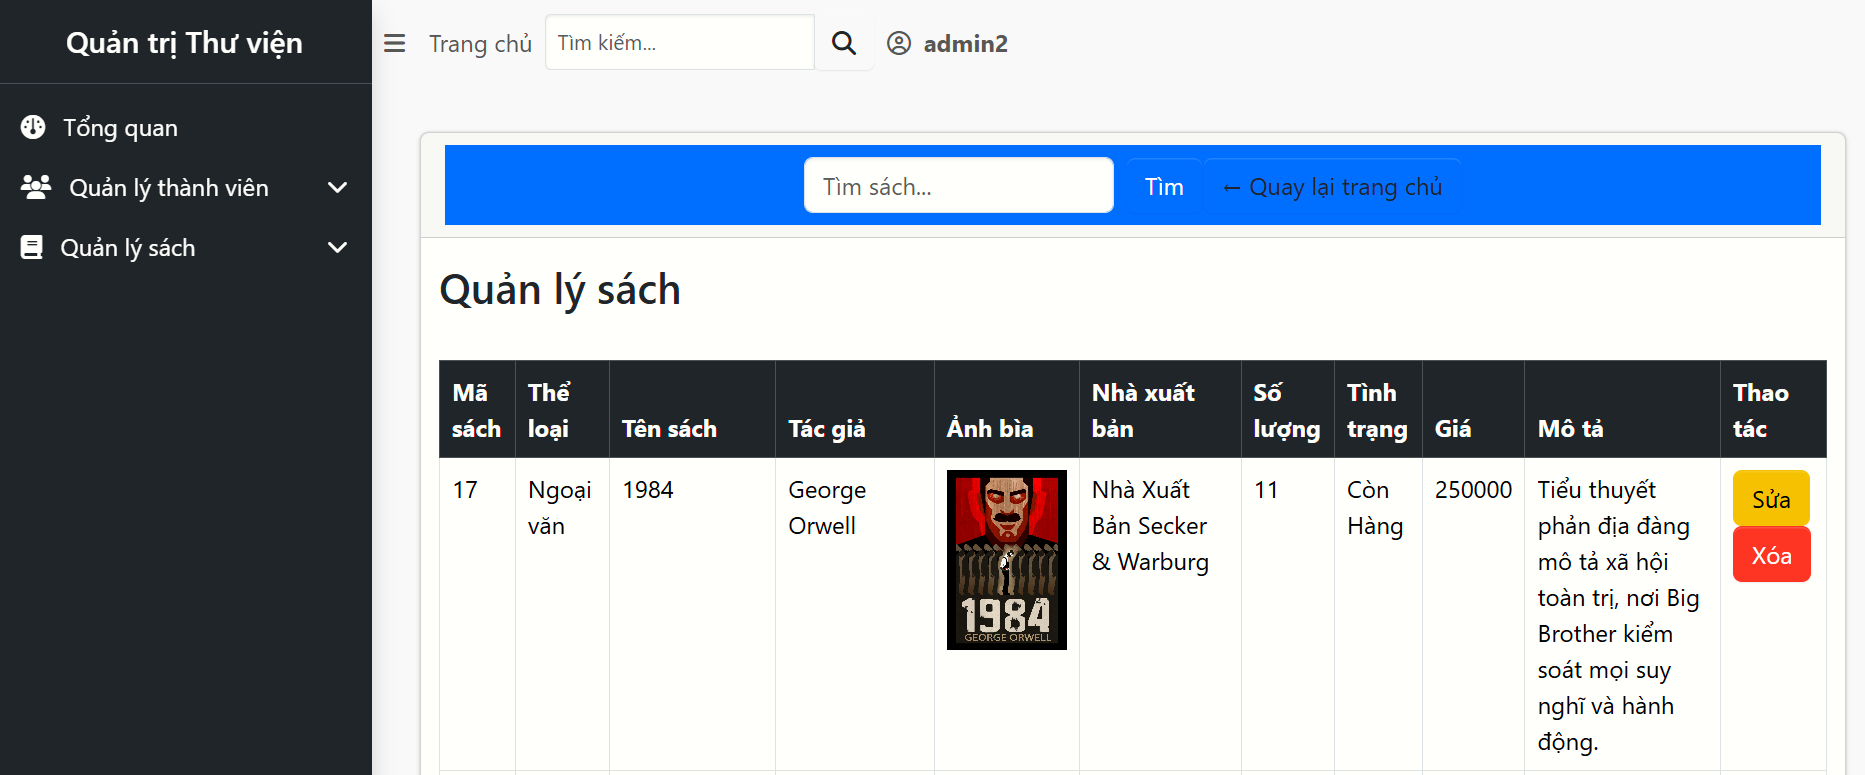 Quản trị Thư viện
Tổng quan
Quản lý thành viên
Quản lý sách
Trang chủ
Tìm kiếm...
admin2
Tìm sách...
Tìm
← Quay lại trang chủ
Quản lý sách
Mã sách
Thể loại
Tên sách
Tác giả
Ảnh bìa
Nhà xuất bản
Số lượng
Tình trạng
Giá
Mô tả
Thao tác
17
Ngoại văn
1984
George Orwell
1984
GEORGE ORWELL
Nhà Xuất Bản Secker & Warburg
11
Còn Hàng
250000
Tiểu thuyết
phản địa đàng
mô tả xã hội
toàn trị, nơi Big
Brother kiểm
soát mọi suy
nghĩ và hành
động.
Sửa
Xóa